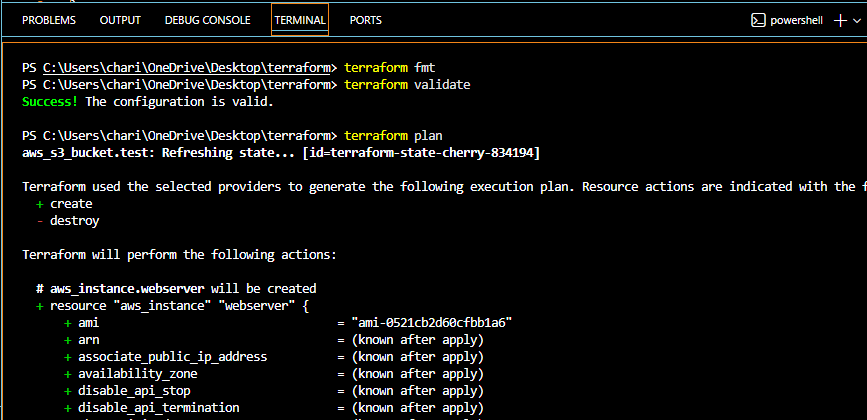 PROBLEMS OUTPUT DEBUG CONSOLE TERMINAL PORTS powershell
PS C:\Users\chari\OneDrive\Desktop\terraform> terraform fmt
PS C:\Users\chari\OneDrive\Desktop\terraform> terraform validate
Success! The configuration is valid.
PS C:\Users\chari\OneDrive\Desktop\terraform> terraform plan
aws_s3_bucket.test: Refreshing state... [id=terraform-state-cherry-834194]
Terraform used the selected providers to generate the following execution plan. Resource actions are indicated with the f
+ create
- destroy
Terraform will perform the following actions:
# aws_instance.webserver will be created
+ resource "aws_instance" "webserver" {
+ ami = "ami-0521cb2d60cfbb1a6"
+ arn = (known after apply)
+ associate_public_ip_address = (known after apply)
+ availability_zone = (known after apply)
+ disable_api_stop = (known after apply)
+ disable_api_termination = (known after apply)